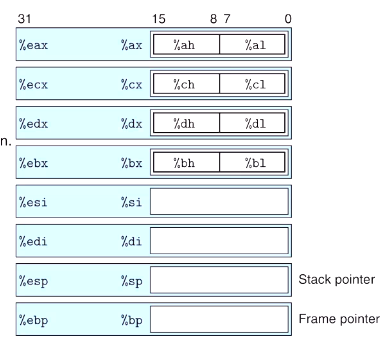 31 15 8 7 0
%eax %ax %ah %al
%ecx %cx %ch %cl
%edx %dx %dh %dl
n.
%ebx %bx %bh %bl
%esi %si
%edi %di
%esp %sp Stack pointer
%ebp %bp Frame pointer